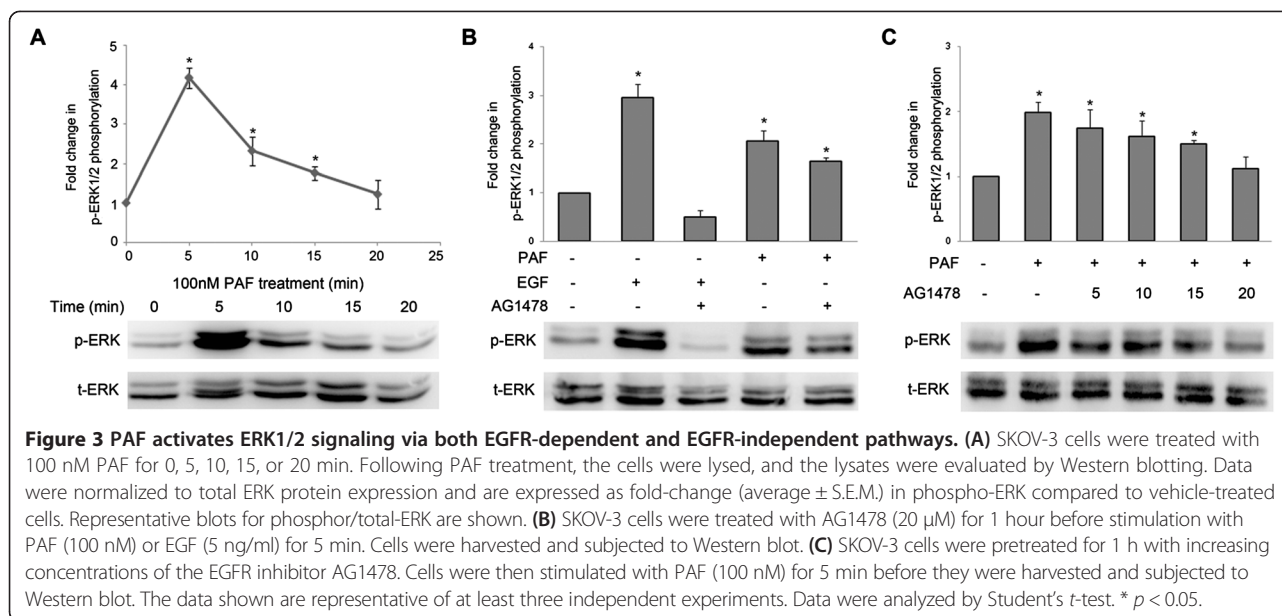 A
Fold change in
p-ERK1/2 phosphorylation
5
4
3
2
1
0
*
*
*
0 5 10 15 20 25
100nM PAF treatment (min)
Time (min) 0 5 10 15 20
p-ERK
t-ERK
B
Fold change in
p-ERK1/2 phosphorylation
4
3
2
1
0
*
*
*
PAF - - - + +
EGF - + + - -
AG1478 - - + - +
p-ERK
t-ERK
C
Fold change in
p-ERK1/2 phosphorylation
3
2
1
0
*
*
*
*
PAF - + + + + +
AG1478 - - 5 10 15 20
p-ERK
t-ERK
Figure 3 PAF activates ERK1/2 signaling via both EGFR-dependent and EGFR-independent pathways. (A) SKOV-3 cells were treated with
100 nM PAF for 0, 5, 10, 15, or 20 min. Following PAF treatment, the cells were lysed, and the lysates were evaluated by Western blotting. Data
were normalized to total ERK protein expression and are expressed as fold-change (average ± S.E.M.) in phospho-ERK compared to vehicle-treated
cells. Representative blots for phosphor/total-ERK are shown. (B) SKOV-3 cells were treated with AG1478 (20 μM) for 1 hour before stimulation with
PAF (100 nM) or EGF (5 ng/ml) for 5 min. Cells were harvested and subjected to Western blot. (C) SKOV-3 cells were pretreated for 1 h with increasing
concentrations of the EGFR inhibitor AG1478. Cells were then stimulated with PAF (100 nM) for 5 min before they were harvested and subjected to
Western blot. The data shown are representative of at least three independent experiments. Data were analyzed by Student's t-test. * p < 0.05.